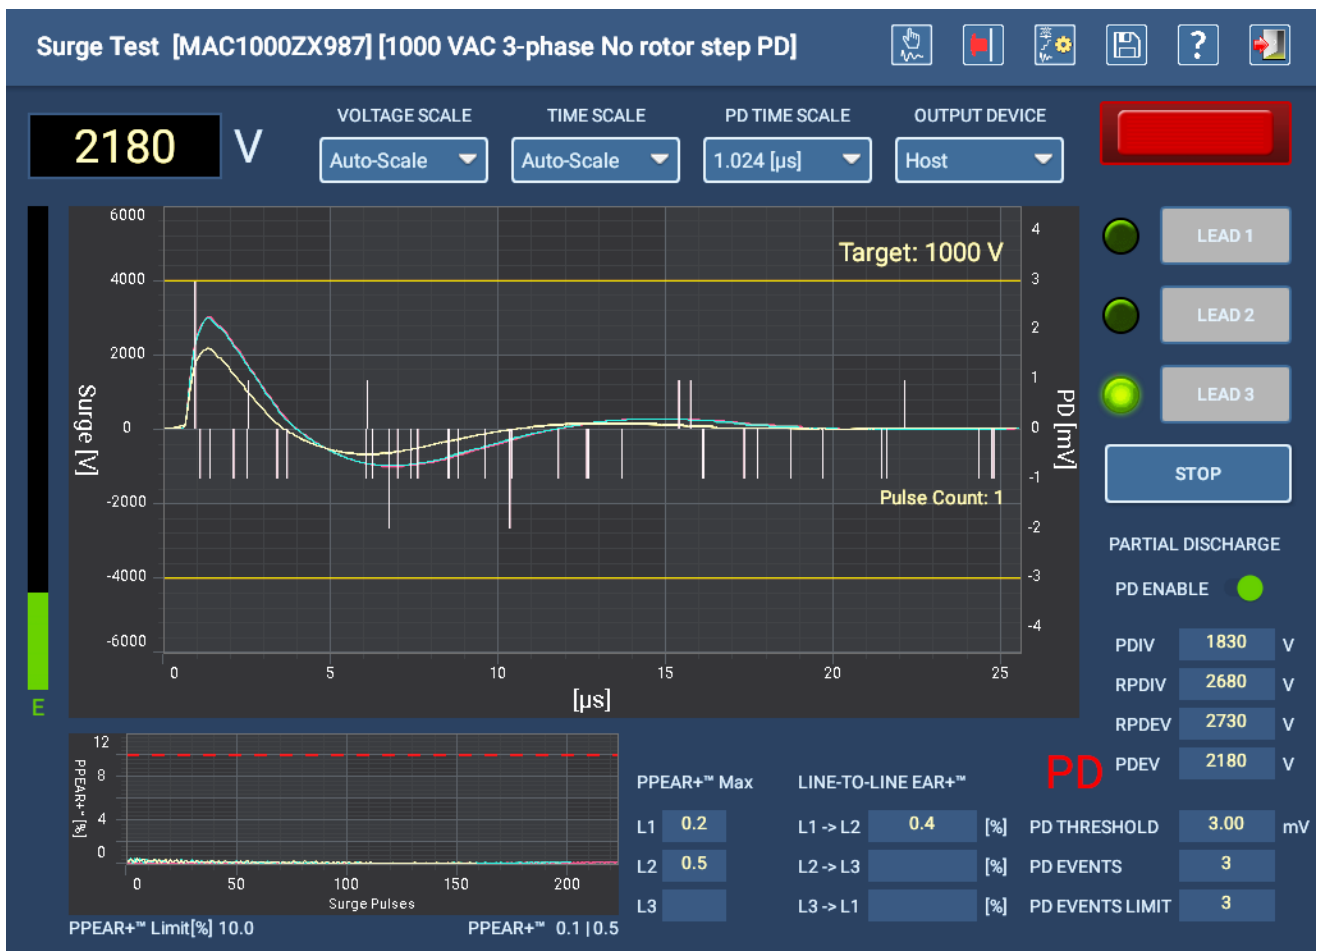 Surge Test [MAC1000ZX987] [1000 VAC 3-phase No rotor step PD]
?
2180 V
VOLTAGE SCALE TIME SCALE PD TIME SCALE OUTPUT DEVICE
Auto-Scale Auto-Scale 1.024 [µs] Host
6000
4000
2000
0
-2000
-4000
-6000
Surge [V]
Target: 1000 V
Pulse Count: 1
4
3
2
1
0
-1
-2
-3
-4
PD [mV]
0 5 10 15 20 25
[µs]
E
LEAD 1
LEAD 2
LEAD 3
STOP
PARTIAL DISCHARGE
PD ENABLE
PDIV 1830 V
RPDIV 2680 V
RPDEV 2730 V
PD
PDEV 2180 V
PD THRESHOLD 3.00 mV
PD EVENTS 3
PD EVENTS LIMIT 3
12
8
4
0
PPEAR+™ [%]
0 50 100 150 200
Surge Pulses
PPEAR+™ Limit[%] 10.0 PPEAR+™ 0.1 | 0.5
PPEAR+™ Max
L1 0.2
L2 0.5
L3
LINE-TO-LINE EAR+™
L1 -> L2 0.4 [%]
L2 -> L3 [%]
L3 -> L1 [%]